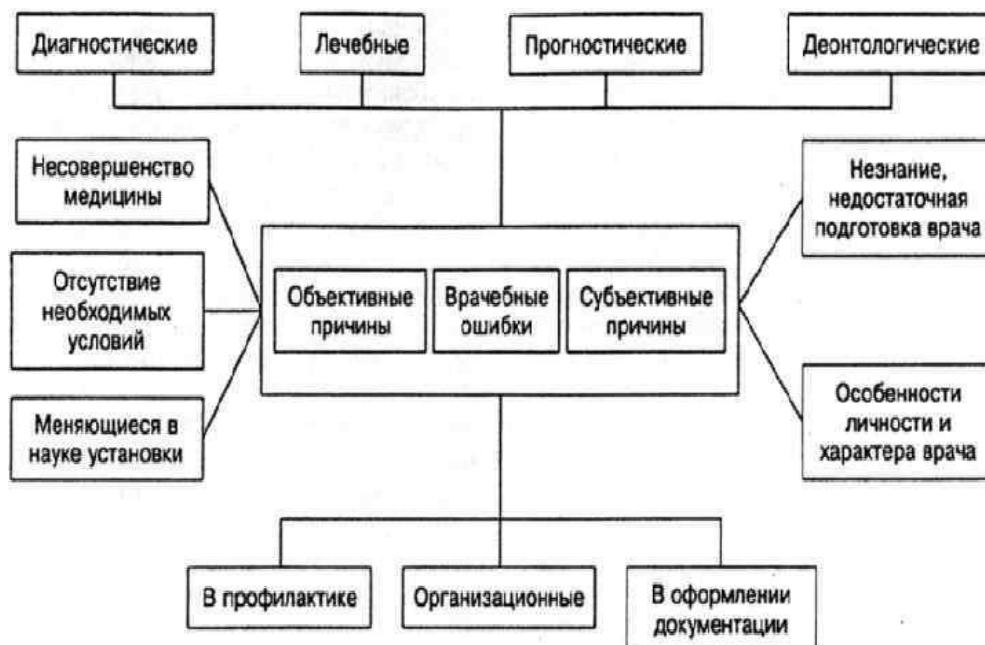 Диагностические
Лечебные
Прогностические
Деонтологические
Несовершенство
медицины
Незнание,
недостаточная
подготовка врача
Отсутствие
необходимых
условий
Объективные
причины
Врачебные
ошибки
Субъективные
причины
Меняющиеся в
науке установки
Особенности
личности и
характера врача
В профилактике
Организационные
В оформлении
документации